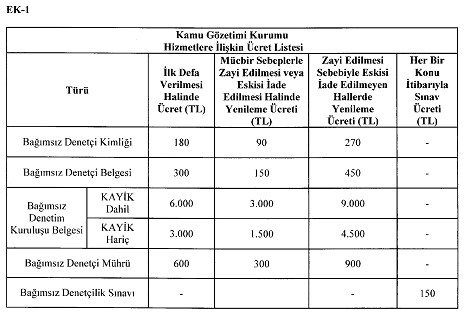 EK-1
Kamu Gözetimi Kurumu
Hizmetlere İlişkin Ücret Listesi
Türü
İlk Defa
Verilmesi
Halinde
Ücret (TL)
Mücbir Sebeplerle
Zayi Edilmesi veya
Eskisi İade
Edilmesi Halinde
Yenileme Ücreti
(TL)
Zayi Edilmesi
Sebebiyle Eskisi
İade Edilmeyen
Hallerde
Yenileme
Ücreti (TL)
Her Bir
Konu
İtibarıyla
Sınav
Ücreti
(TL)
Bağımsız Denetçi Kimliği 180 90 270 -
Bağımsız Denetçi Belgesi 300 150 450 -
Bağımsız
Denetim
Kuruluşu Belgesi
KAYİK
Dahil
6.000 3.000 9.000 -
KAYİK
Hariç
3.000 1.500 4.500 -
Bağımsız Denetçi Mührü 600 300 900 -
Bağımsız Denetçilik Sınavı - - - 150